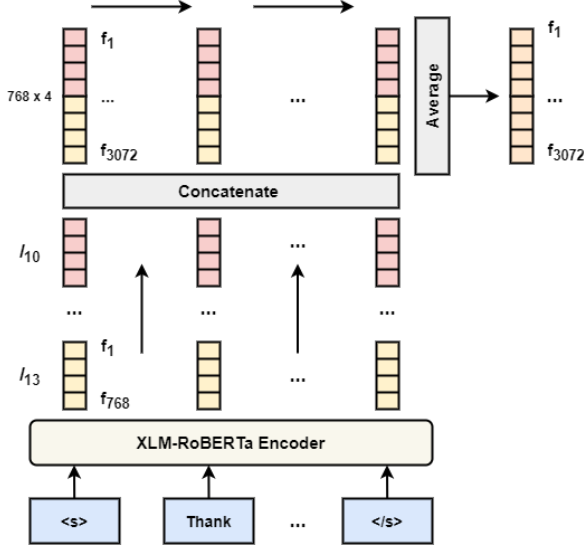 f1
f1
768 x 4
...
...
...
Average
f3072
f3072
Concatenate
l10
...
...
...
...
f1
l13
...
f768
XLM-RoBERTa Encoder
<s>
Thank
...
</s>